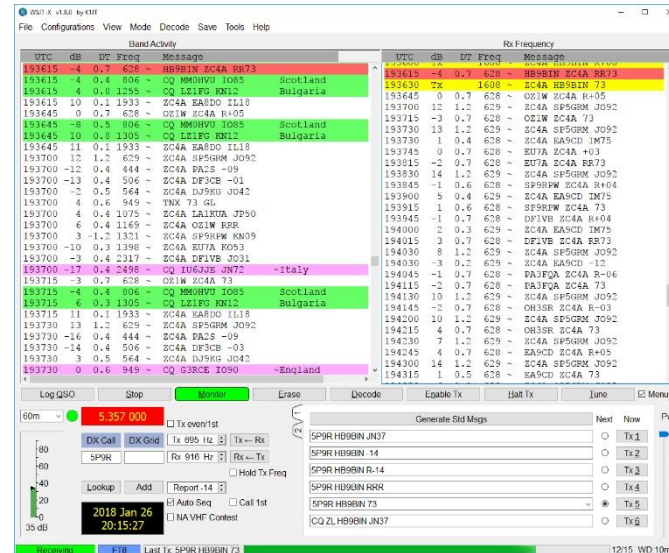 WSJT-X v1.8.0 by K1JT
File Configurations View Mode Decode Save Tools Help
Band Activity
UTC dB DT Freq Message
193615 -4 0.7 628 ~ HB9BIN ZC4A RR73
193615 -4 0.4 806 ~ CQ MM0HVU IO85 Scotland
193615 4 0.8 1255 ~ CQ LZ1FG KN12 Bulgaria
193615 10 0.1 1933 ~ ZC4A EA8DO IL18
193645 0 0.7 628 ~ OZ1W ZC4A R+05
193645 -8 0.5 806 ~ CQ MM0HVU IO85 Scotland
193645 10 0.8 1305 ~ CQ LZ1FG KN12 Bulgaria
193645 11 0.1 1933 ~ ZC4A EA8DO IL18
193700 12 1.2 629 ~ ZC4A SP5GRM JO92
193700 -12 0.4 444 ~ ZC4A PA2S -09
193700 -13 0.4 506 ~ ZC4A DF3CB -01
193700 -2 0.5 564 ~ ZC4A DJ9KG JO42
193700 4 0.6 949 ~ TNX 73 GL
193700 4 0.4 1075 ~ ZC4A LA1KUA JP50
193700 6 0.4 1169 ~ ZC4A OZ1W RRR
193700 3 -1.2 1321 ~ ZC4A SP9RPW KN09
193700 -10 0.3 1398 ~ ZC4A EU7A KO53
193700 -3 0.4 2317 ~ ZC4A DF1VB JO31
193700 -17 0.4 2498 ~ CQ IU6JJE JN72 ~Italy
193715 -3 0.7 628 ~ OZ1W ZC4A 73
193715 -4 0.4 806 ~ CQ MM0HVU IO85 Scotland
193715 6 0.3 1305 ~ CQ LZ1FG KN12 Bulgaria
193715 11 0.1 1933 ~ ZC4A EA8DO IL18
193730 13 1.2 629 ~ ZC4A SP5GRM JO92
193730 -16 0.4 444 ~ ZC4A PA2S -09
193730 -14 0.4 506 ~ ZC4A DF3CB -03
193730 3 0.5 564 ~ ZC4A DJ9KG JO42
193730 0 0.6 949 ~ CQ G3RCE IO90 ~England
Rx Frequency
UTC dB DT Freq Message
193615 -4 0.7 628 ~ HB9BIN ZC4A RR73
193630 Tx 1608 ~ ZC4A HB9BIN 73
193645 0 0.7 628 ~ OZ1W ZC4A R+05
193700 12 1.2 629 ~ ZC4A SP5GRM JO92
193715 -3 0.7 628 ~ OZ1W ZC4A 73
193730 13 1.2 629 ~ ZC4A SP5GRM JO92
193730 1 0.4 628 ~ ZC4A EA9CD IM75
193745 0 0.7 628 ~ EU7A ZC4A +03
193815 -2 0.7 628 ~ EU7A ZC4A RR73
193830 14 1.2 629 ~ ZC4A SP5GRM JO92
193845 -1 0.6 628 ~ SP9RPW ZC4A R+04
193900 5 0.4 629 ~ ZC4A EA9CD IM75
193915 1 0.6 628 ~ SP9RPW ZC4A 73
193945 -1 0.7 628 ~ DF1VB ZC4A R+04
194000 2 0.3 629 ~ ZC4A EA9CD IM75
194015 3 0.7 628 ~ DF1VB ZC4A RR73
194030 8 1.2 629 ~ ZC4A SP5GRM JO92
194030 -3 0.2 629 ~ ZC4A EA9CD -12
194045 -1 0.7 628 ~ PA3FQA ZC4A R-06
194115 -2 0.7 628 ~ PA3FQA ZC4A 73
194130 10 1.2 629 ~ ZC4A SP5GRM JO92
194145 -2 0.7 628 ~ OH3SR ZC4A R-03
194200 10 1.2 629 ~ ZC4A SP5GRM JO92
194215 4 0.7 628 ~ OH3SR ZC4A 73
194230 7 1.2 629 ~ ZC4A SP5GRM JO92
194245 4 0.7 628 ~ EA9CD ZC4A R+05
194300 14 1.2 629 ~ ZC4A SP5GRM JO92
194315 1 0.5 628 ~ EA9CD ZC4A 73
Log QSO Stop Monitor Erase Decode Enable Tx Halt Tx Tune Menu
60m 5.357 000 Tx even/1st
DX Call DX Grid Tx 695 Hz Tx ← Rx
5P9R Rx 916 Hz Rx ← Tx
Hold Tx Freq
Lookup Add Report -14
Auto Seq Call 1st
NA VHF Contest
2018 Jan 26
20:15:27
-80
-60
-40
-20
-0
35 dB
1
2
Generate Std Msgs Next Now
5P9R HB9BIN JN37 Tx 1
5P9R HB9BIN -14 Tx 2
5P9R HB9BIN R-14 Tx 3
5P9R HB9BIN RRR Tx 4
5P9R HB9BIN 73 Tx 5
CQ ZL HB9BIN JN37 Tx 6
Receiving FT8 Last Tx: 5P9R HB9BIN 73 12/15